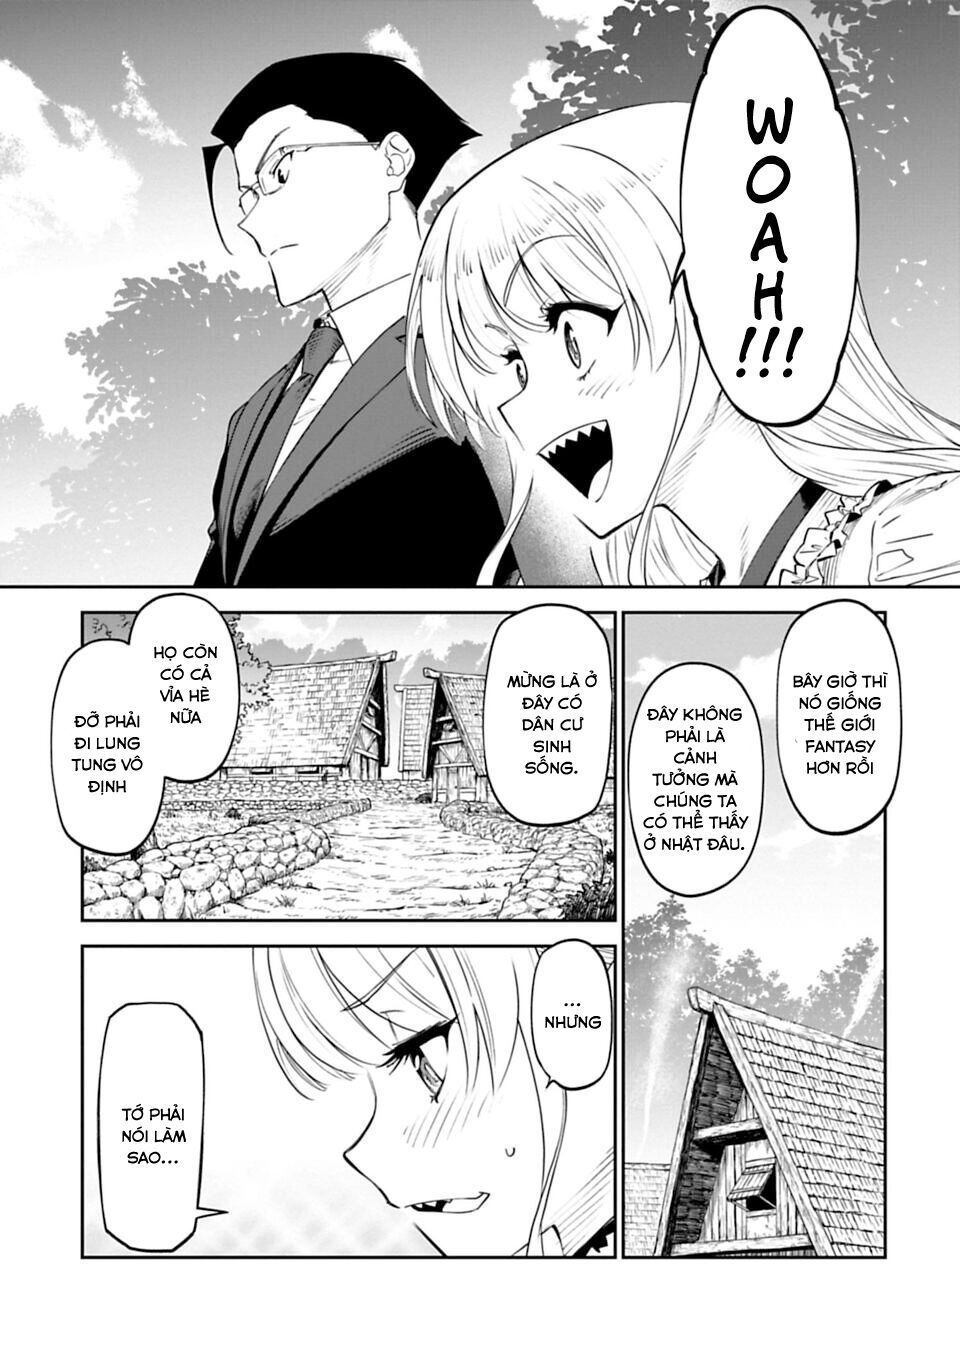 WOAH!!!
BÂY GIỜ THÌ
NÓ GIỐNG
THẾ GIỚI
FANTASY
HƠN RỒI
ĐÂY KHÔNG
PHẢI LÀ
CẢNH
TƯỞNG MÀ
CHÚNG TA
CÓ THỂ THẤY
Ở NHẬT ĐÂU.
MỪNG LÀ Ở
ĐÂY CÓ
DÂN CƯ
SINH
SỐNG.
HỌ CÒN
CÓ CẢ
VỈA HÈ
NỮA
ĐỠ PHẢI
ĐI LUNG
TUNG VÔ
ĐỊNH
...
NHƯNG
TỚ PHẢI
NÓI LÀM
SAO...